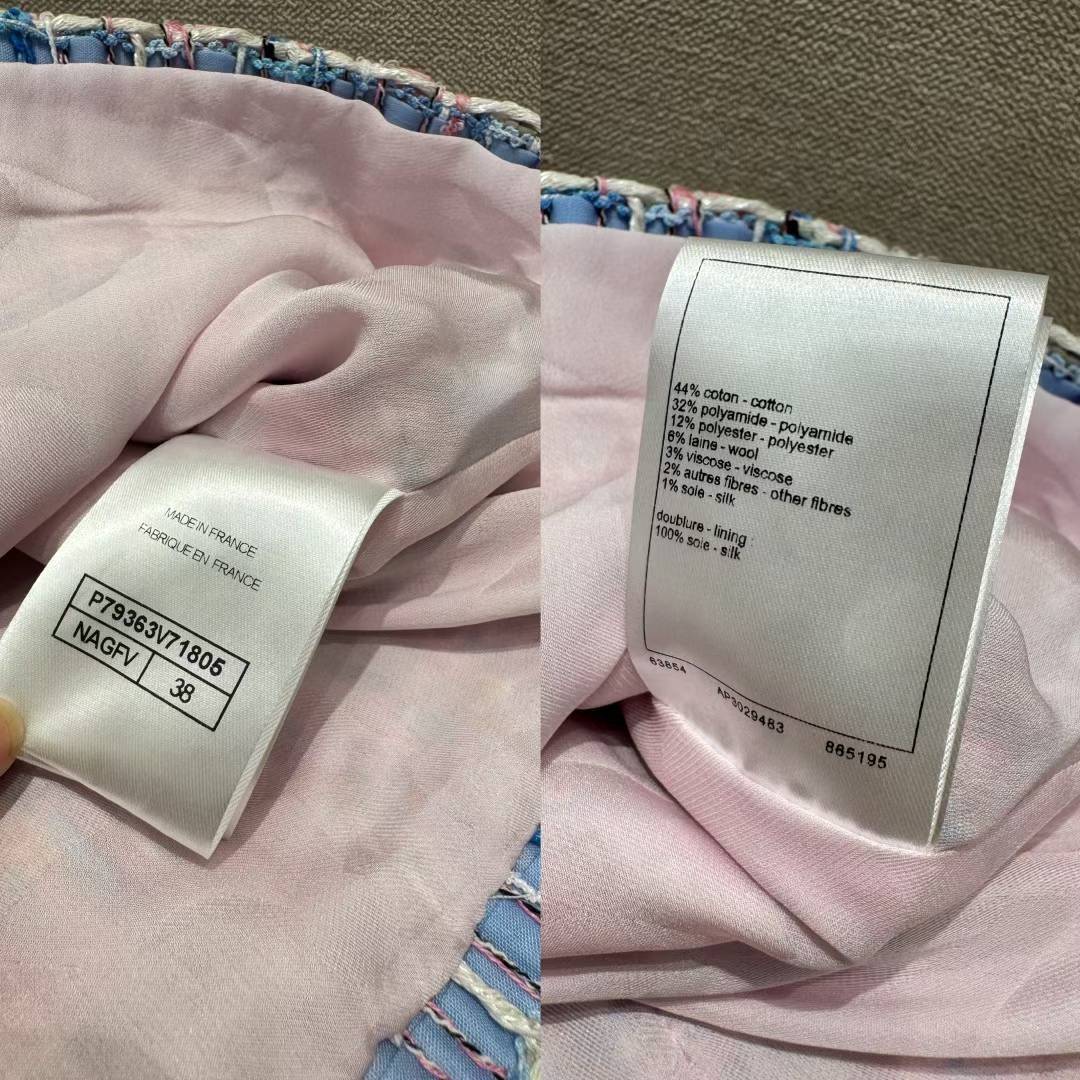 MADE IN FRANCE
FABRIQUE EN FRANCE
P79363V71805
NAGFV 38
44% coton - cotton
32% polyamide - polyamide
12% polyester - polyester
6% laine - wool
3% viscose - viscose
2% autres fibres - other fibres
1% soie - silk
doublure - lining :
100% soie - silk
63854 AP3029483 865195